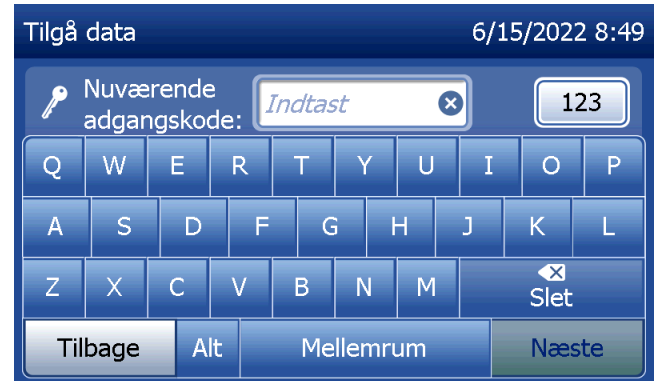 Tilgå data 6/15/2022 8:49
Nuværende
adgangskode: Indtast 123
Q W E R T Y U I O P
A S D F G H J K L
Z X C V B N M Slet
Tilbage Alt Mellemrum Næste